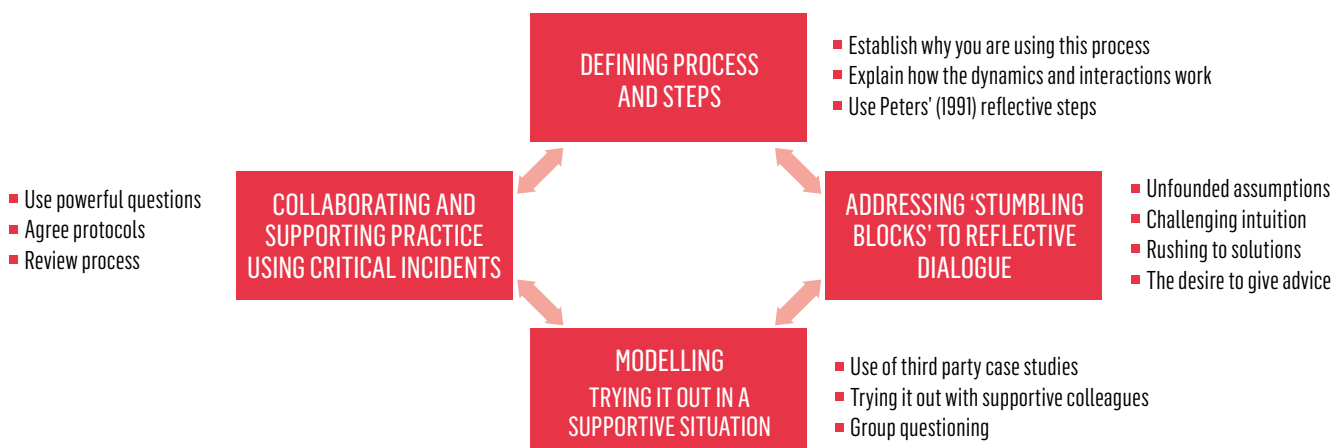 DEFINING PROCESS
AND STEPS
Establish why you are using this process
Explain how the dynamics and interactions work
Use Peters’ (1991) reflective steps
Use powerful questions
Agree protocols
Review process
COLLABORATING AND
SUPPORTING PRACTICE
USING CRITICAL INCIDENTS
ADDRESSING ‘STUMBLING
BLOCKS’ TO REFLECTIVE
DIALOGUE
Unfounded assumptions
Challenging intuition
Rushing to solutions
The desire to give advice
MODELLING
TRYING IT OUT IN A
SUPPORTIVE SITUATION
Use of third party case studies
Trying it out with supportive colleagues
Group questioning